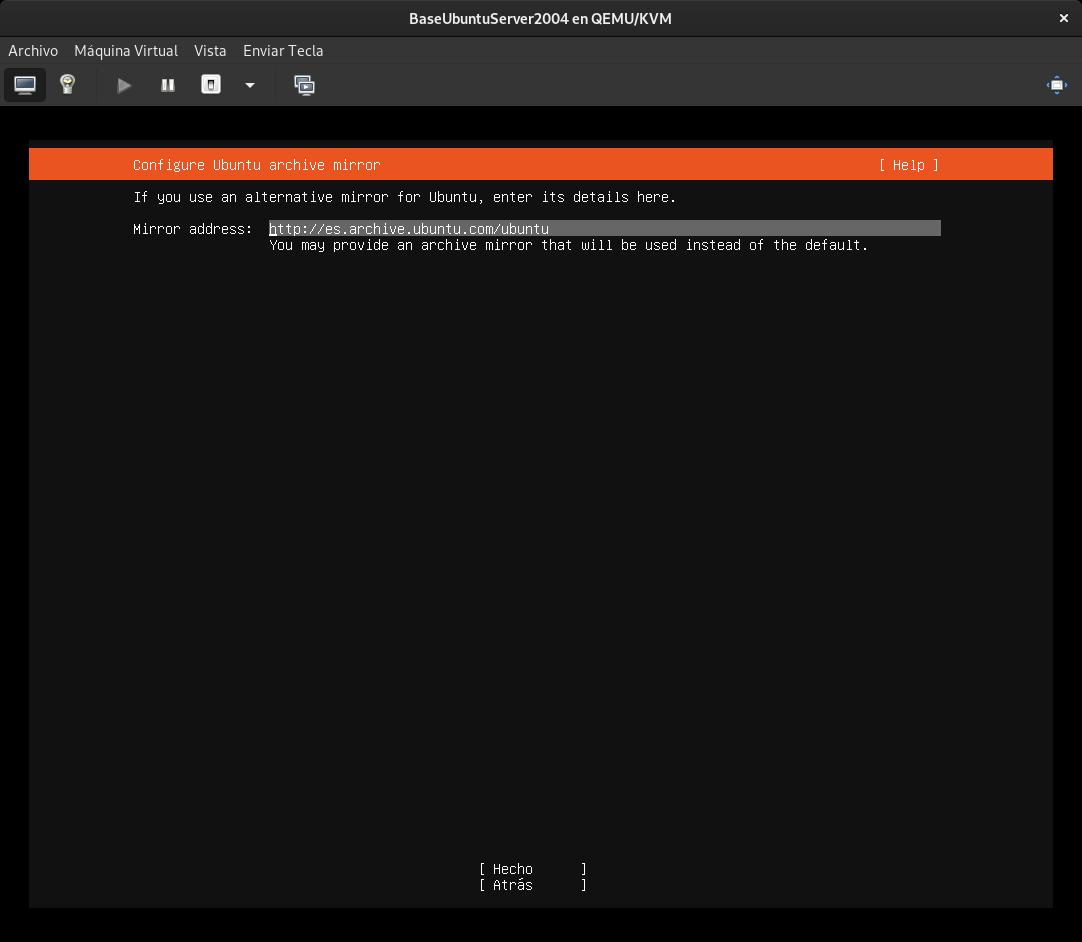 BaseUbuntuServer2004 en QEMU/KVM
Archivo Máquina Virtual Vista Enviar Tecla
Configure Ubuntu archive mirror [ Help ]
If you use an alternative mirror for Ubuntu, enter its details here.
Mirror address: http://es.archive.ubuntu.com/ubuntu
You may provide an archive mirror that will be used instead of the default.
[ Hecho ]
[ Atrás ]